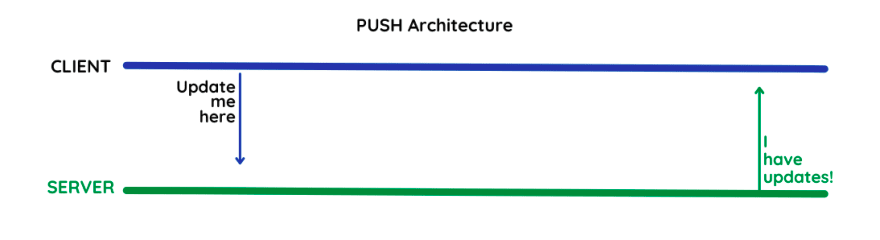 PUSH Architecture
CLIENT
Update
me
here
I
have
updates!
SERVER